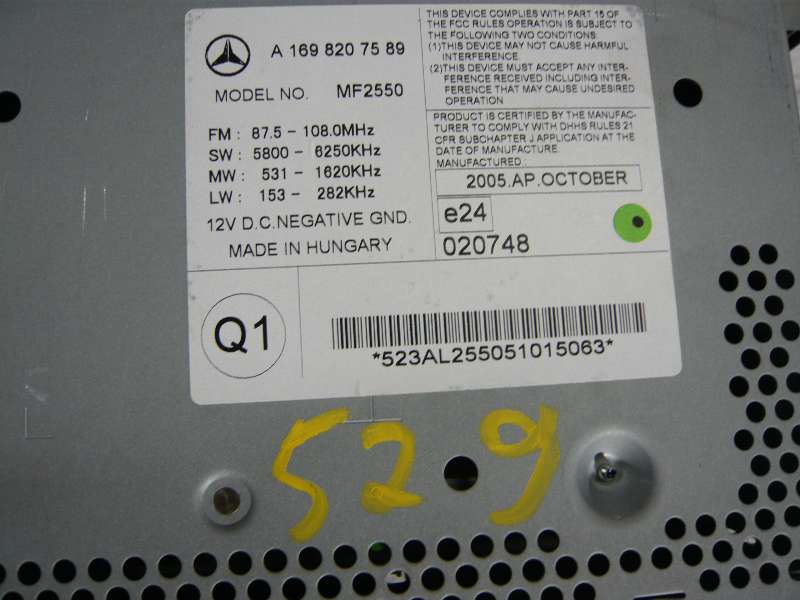 A 169 820 75 89
MODEL NO. MF2550
FM : 87.5 - 108.0MHz
SW : 5800 - 6250KHz
MW : 531 - 1620KHz
LW : 153 - 282KHz
12V D.C.NEGATIVE GND.
MADE IN HUNGARY
THIS DEVICE COMPLIES WITH PART 15 OF
THE FCC RULES OPERATION IS SUBJECT TO
THE FOLLOWING TWO CONDITIONS:
(1)THIS DEVICE MAY NOT CAUSE HARMFUL
INTERFERENCE
(2)THIS DEVICE MUST ACCEPT ANY INTER-
FERENCE RECEIVED INCLUDING INTER-
FERENCE THAT MAY CAUSE UNDESIRED
OPERATION
PRODUCT IS CERTIFIED BY THE MANUFAC-
TURER TO COMPLY WITH DHHS RULES 21
CFR SUBCHAPTER J APPLICATION AT THE
DATE OF MANUFACTURE
MANUFACTURED :
2005.AP.OCTOBER
e24
020748
Q1
*523AL255051015063*
529